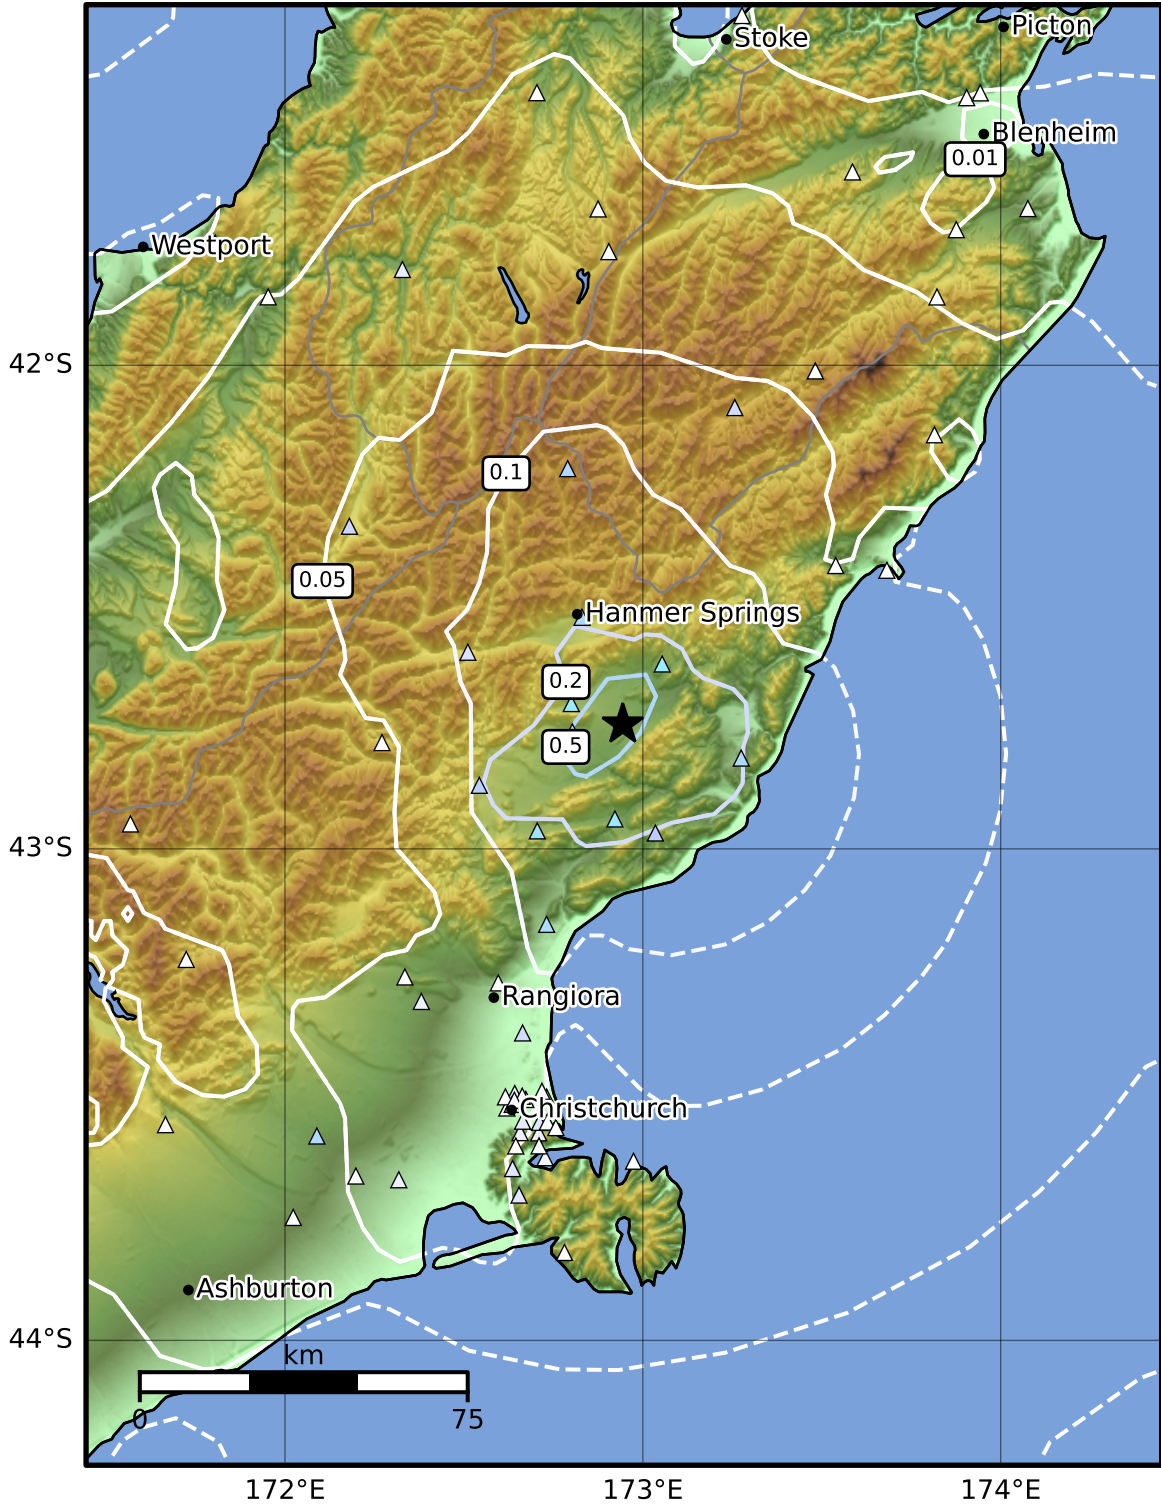 Picton
Stoke
Blenheim
0.01
Westport
42°S
0.1
0.05
Hanmer Springs
0.2
0.5
43°S
Rangiora
Christchurch
Ashburton
44°S
km
0 75
172°E 173°E 174°E